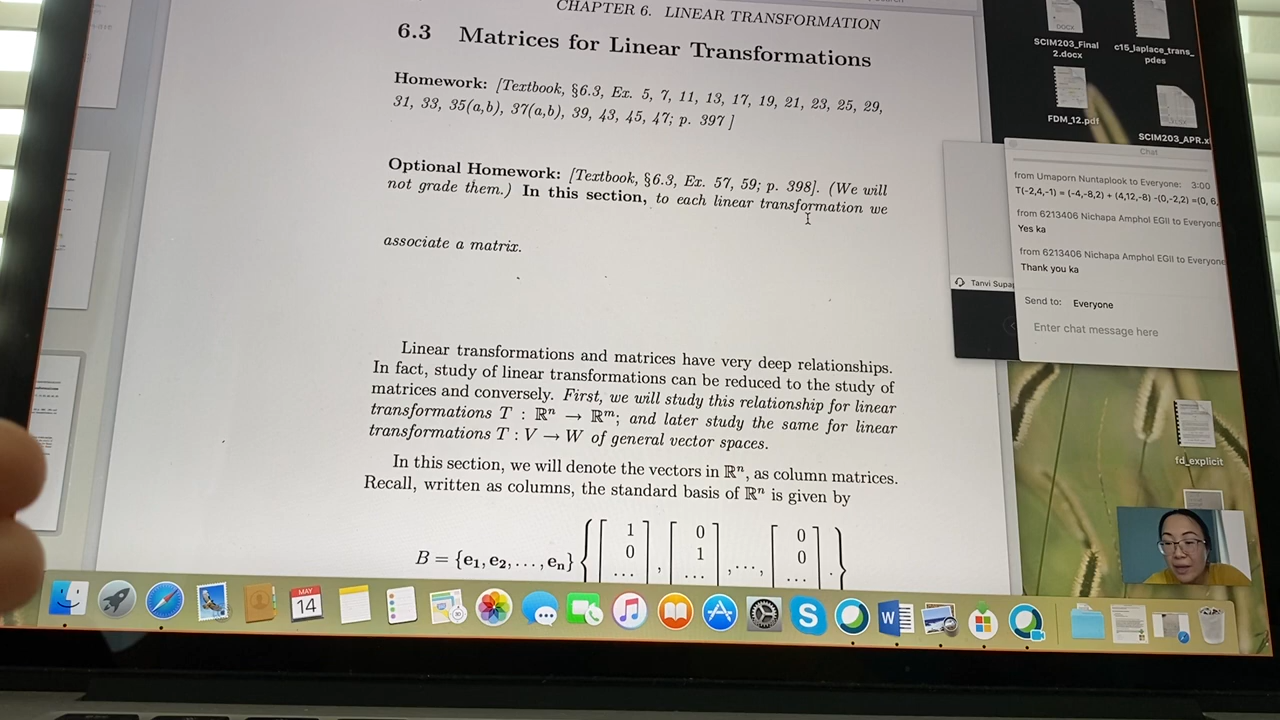 CHAPTER 6. LINEAR TRANSFORMATION
6.3 Matrices for Linear Transformations
Homework: [Textbook, §6.3, Ex. 5, 7, 11, 13, 17, 19, 21, 23, 25, 29,
31, 33, 35(a,b), 37(a,b), 39, 43, 45, 47; p. 397 ]
Optional Homework: [Textbook, §6.3, Ex. 57, 59; p. 398]. (We will
not grade them.) In this section, to each linear transformation we
associate a matrix.
Linear transformations and matrices have very deep relationships.
In fact, study of linear transformations can be reduced to the study of
matrices and conversely. First, we will study this relationship for linear
transformations T : ℝⁿ → ℝᵐ; and later study the same for linear
transformations T : V → W of general vector spaces.
In this section, we will denote the vectors in ℝⁿ, as column matrices.
Recall, written as columns, the standard basis of ℝⁿ is given by
1 0 0
B = {e₁, e₂, . . . , eₙ} { [ 0 ] , [ 1 ] , · · · , [ 0 ] . }
... ... ...
DOCX
SCIM203_Final
2.docx
c15_laplace_trans_
pdes
FDM_12.pdf
SCIM203_APR.x
Chat
from Umaporn Nuntaplook to Everyone: 3:00
T(-2,4,-1) = (-4,-8,2) + (4,12,-8) -(0,-2,2) =(0, 6,
from 6213406 Nichapa Amphol EGII to Everyone
Yes ka
from 6213406 Nichapa Amphol EGII to Everyone
Thank you ka
Tanvi Supa
Send to: Everyone
Enter chat message here
fd_explicit
MAY
14